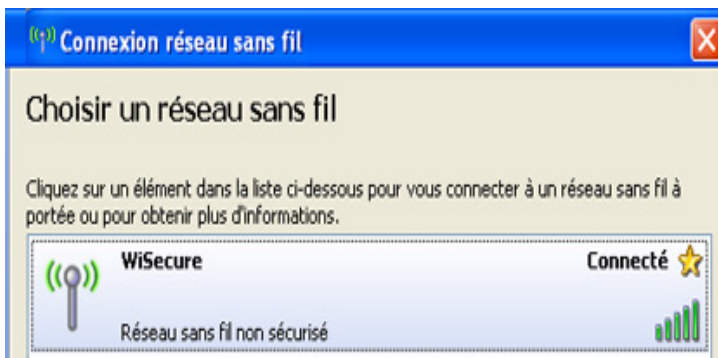 Connexion réseau sans fil
Choisir un réseau sans fil
Cliquez sur un élément dans la liste ci-dessous pour vous connecter à un réseau sans fil à
portée ou pour obtenir plus d'informations.
WiSecure
Connecté
Réseau sans fil non sécurisé